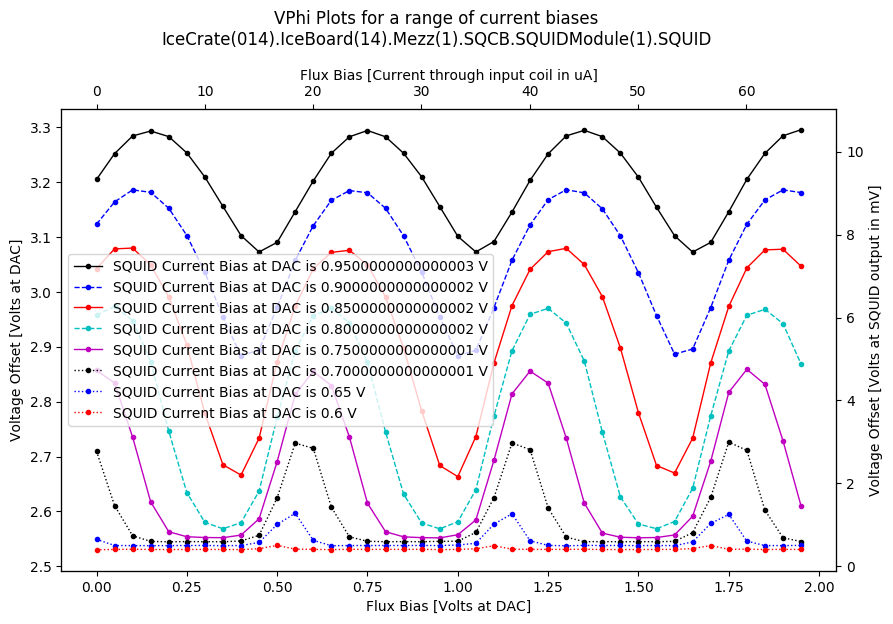 VPhi Plots for a range of current biases
IceCrate(014).IceBoard(14).Mezz(1).SQCB.SQUIDModule(1).SQUID
Flux Bias [Current through input coil in uA]
0 10 20 30 40 50 60
3.3
3.2
3.1
3.0
2.9
2.8
2.7
2.6
2.5
Voltage Offset [Volts at DAC]
SQUID Current Bias at DAC is 0.9500000000000003 V
SQUID Current Bias at DAC is 0.9000000000000002 V
SQUID Current Bias at DAC is 0.8500000000000002 V
SQUID Current Bias at DAC is 0.8000000000000002 V
SQUID Current Bias at DAC is 0.7500000000000001 V
SQUID Current Bias at DAC is 0.7000000000000001 V
SQUID Current Bias at DAC is 0.65 V
SQUID Current Bias at DAC is 0.6 V
10
8
6
4
2
0
Voltage Offset [Volts at SQUID output in mV]
0.00 0.25 0.50 0.75 1.00 1.25 1.50 1.75 2.00
Flux Bias [Volts at DAC]